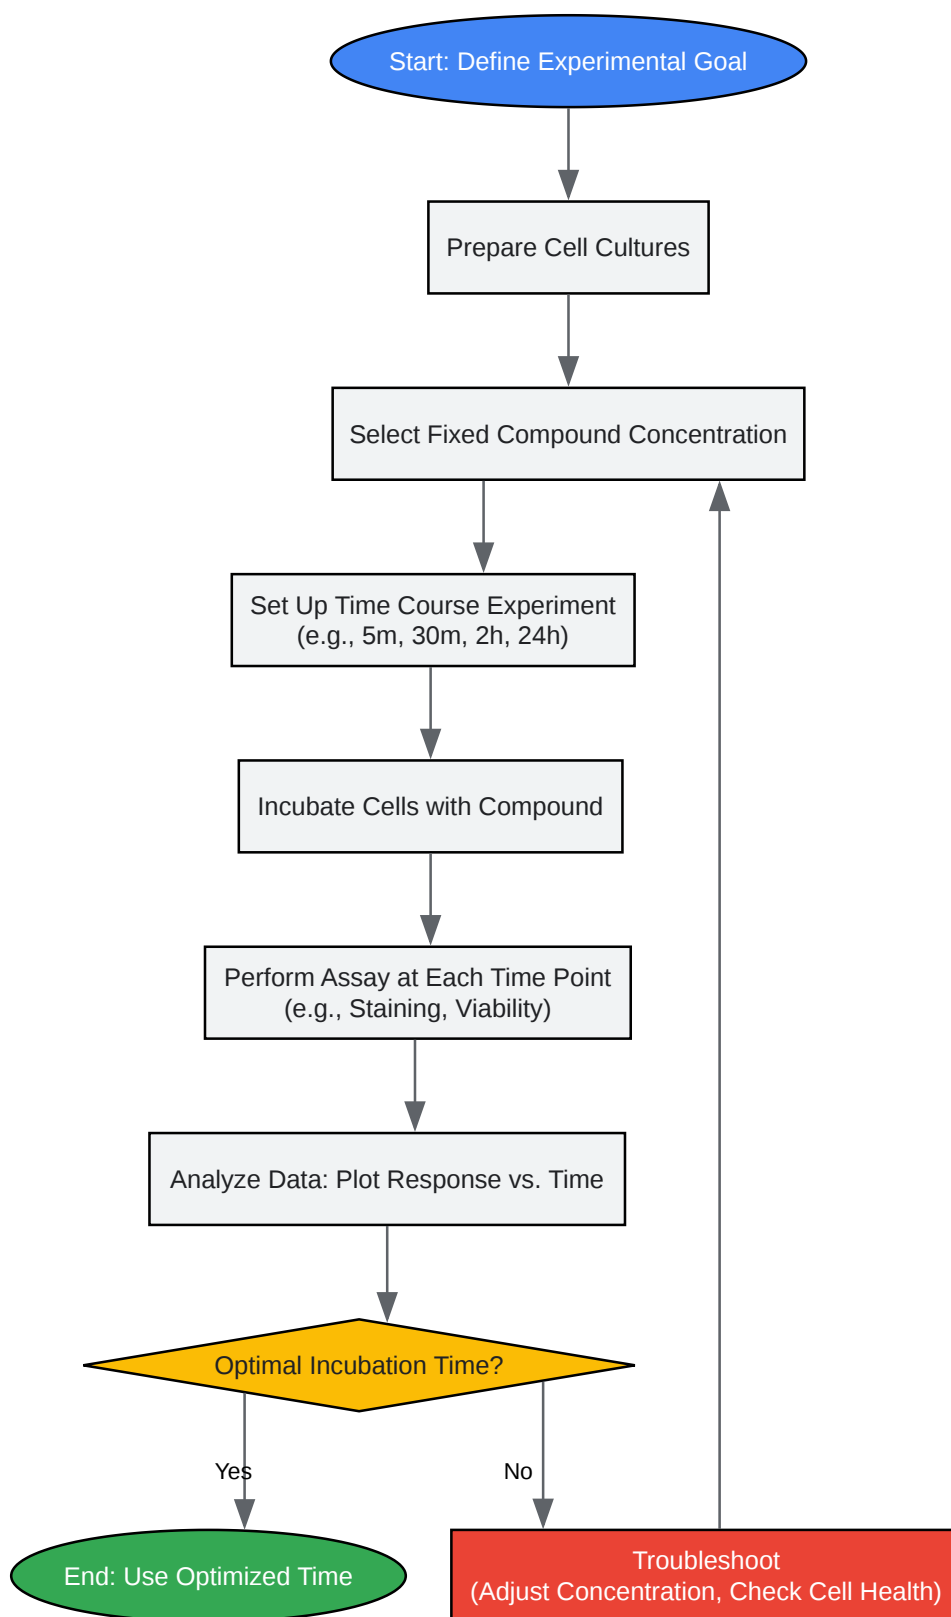 Start: Define Experimental Goal
Prepare Cell Cultures
Select Fixed Compound Concentration
Set Up Time Course Experiment
(e.g., 5m, 30m, 2h, 24h)
Incubate Cells with Compound
Perform Assay at Each Time Point
(e.g., Staining, Viability)
Analyze Data: Plot Response vs. Time
Optimal Incubation Time?
Yes
No
End: Use Optimized Time
Troubleshoot
(Adjust Concentration, Check Cell Health)